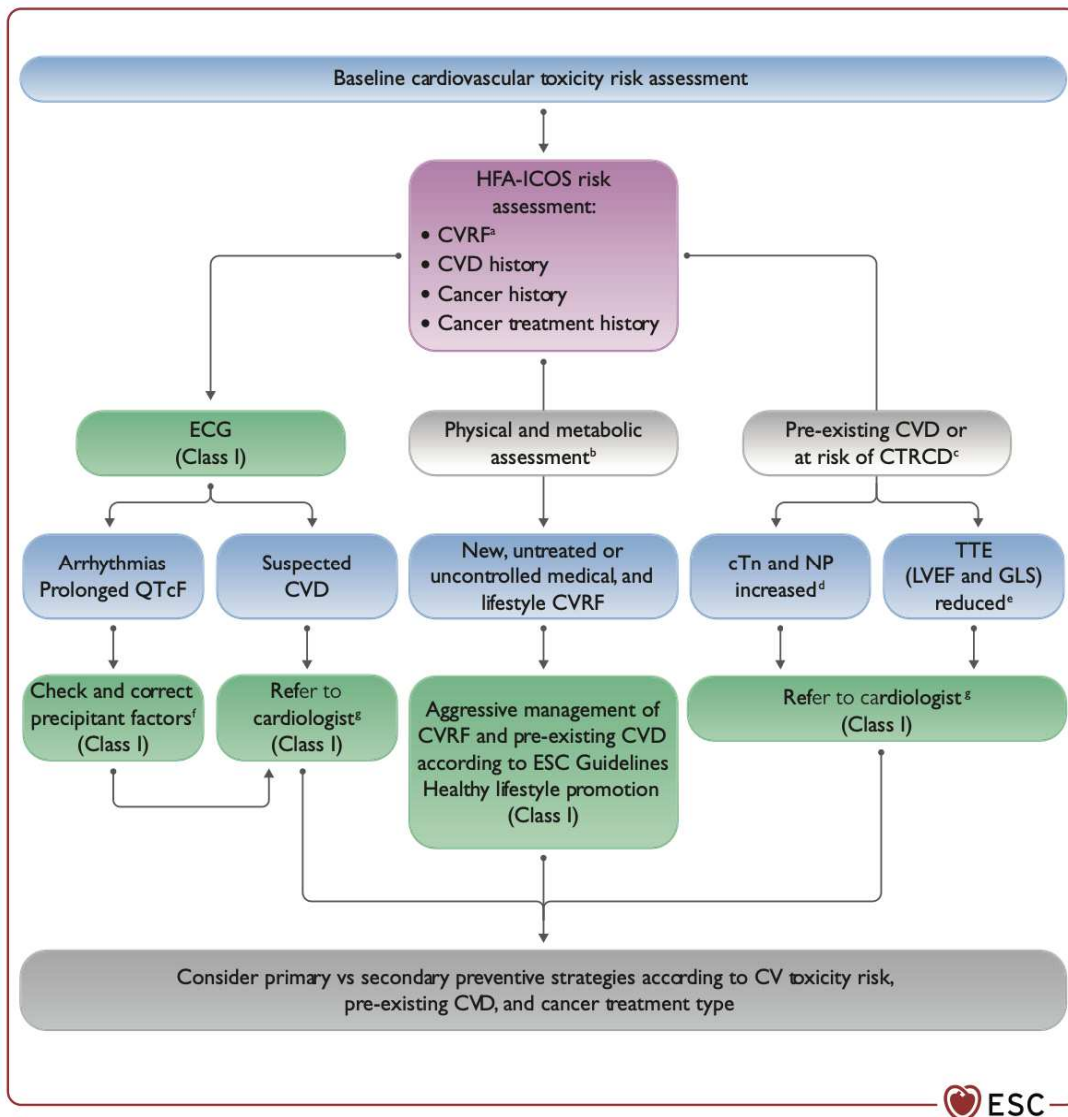 Baseline cardiovascular toxicity risk assessment
HFA-ICOS risk
assessment:
• CVRFᵃ
• CVD history
• Cancer history
• Cancer treatment history
ECG
(Class I)
Physical and metabolic
assessmentᵇ
Pre-existing CVD or
at risk of CTRCDᶜ
Arrhythmias
Prolonged QTcF
Suspected
CVD
New, untreated or
uncontrolled medical, and
lifestyle CVRF
cTn and NP
increasedᵈ
TTE
(LVEF and GLS)
reducedᵉ
Check and correct
precipitant factorsᶠ
(Class I)
Refer to
cardiologistᵍ
(Class I)
Aggressive management of
CVRF and pre-existing CVD
according to ESC Guidelines
Healthy lifestyle promotion
(Class I)
Refer to cardiologistᵍ
(Class I)
Consider primary vs secondary preventive strategies according to CV toxicity risk,
pre-existing CVD, and cancer treatment type
ESC